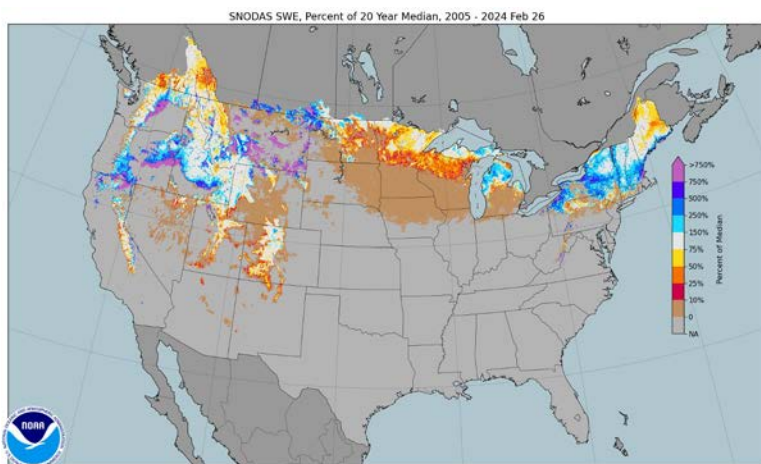 SNODAS SWE, Percent of 20 Year Median, 2005 - 2024 Feb 26
>750%
750%
500%
250%
150%
75%
50%
25%
10%
0
NA
Percent of Median
NOAA